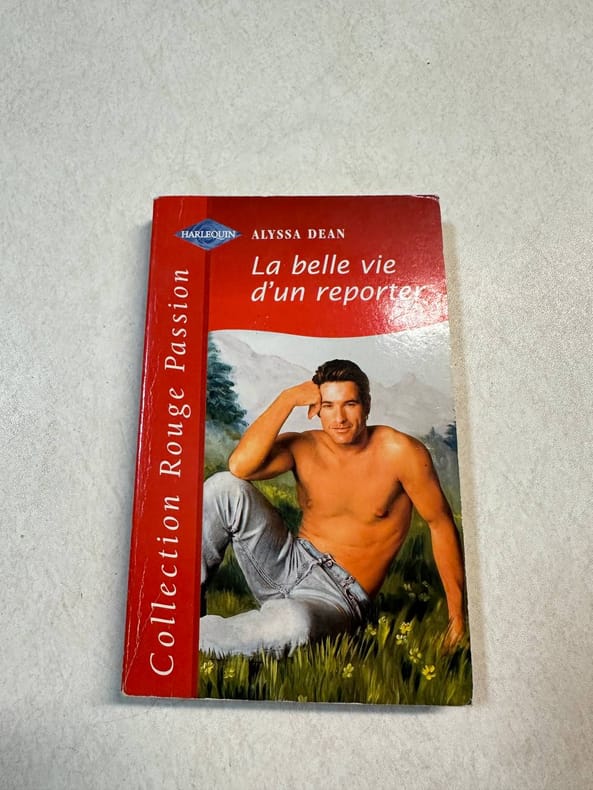 HARLEQUIN
ALYSSA DEAN
La belle vie
d'un reporter
Collection Rouge Passion